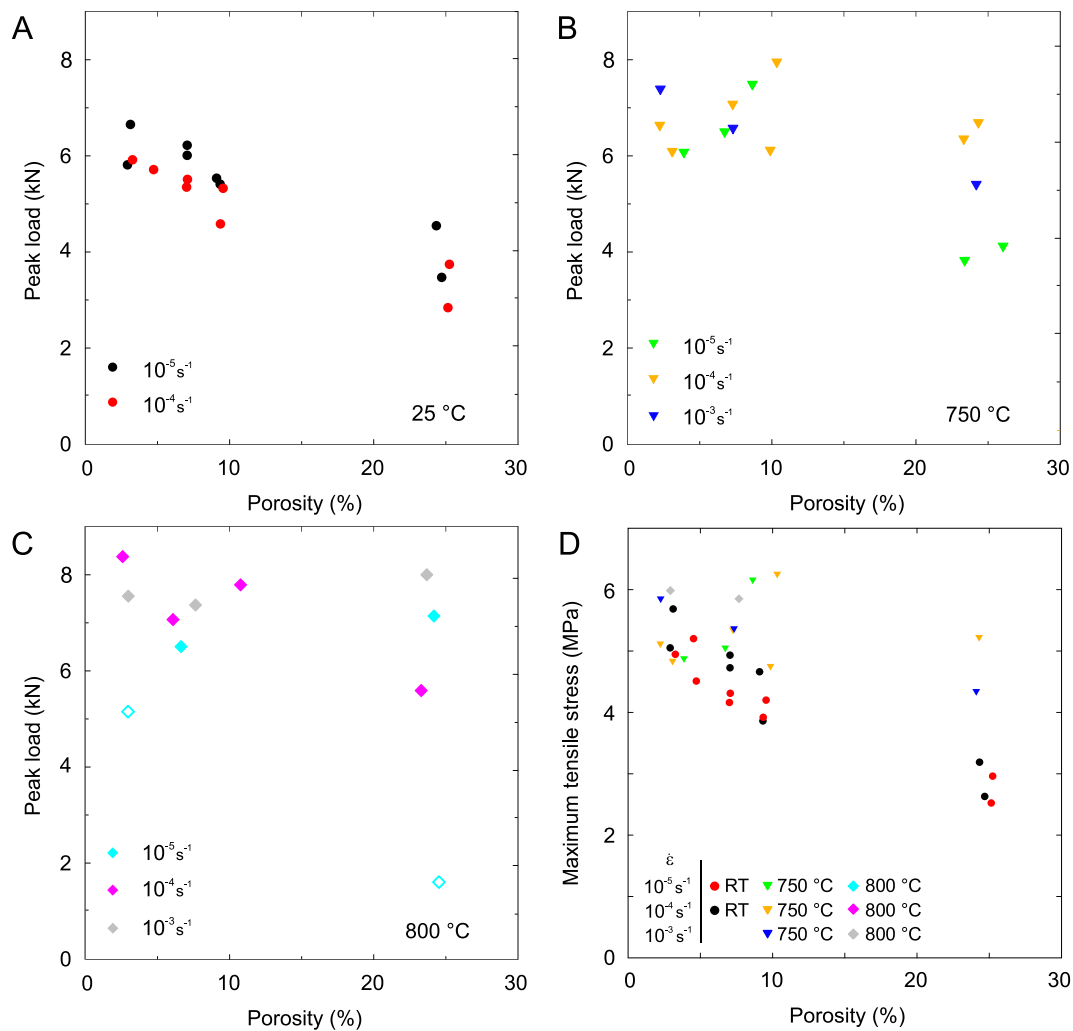 A
Peak load (kN)
8
6
4
2
0
10⁻⁵s⁻¹
10⁻⁴s⁻¹
25 °C
0 10 20 30
Porosity (%)
B
Peak load (kN)
8
6
4
2
0
10⁻⁵s⁻¹
10⁻⁴s⁻¹
10⁻³s⁻¹
750 °C
0 10 20 30
Porosity (%)
C
Peak load (kN)
8
6
4
2
0
10⁻⁵s⁻¹
10⁻⁴s⁻¹
10⁻³s⁻¹
800 °C
0 10 20 30
Porosity (%)
D
Maximum tensile stress (MPa)
6
4
2
0
ε̇
10⁻⁵s⁻¹ RT 750 °C 800 °C
10⁻⁴s⁻¹ RT 750 °C 800 °C
10⁻³s⁻¹ 750 °C 800 °C
0 10 20 30
Porosity (%)